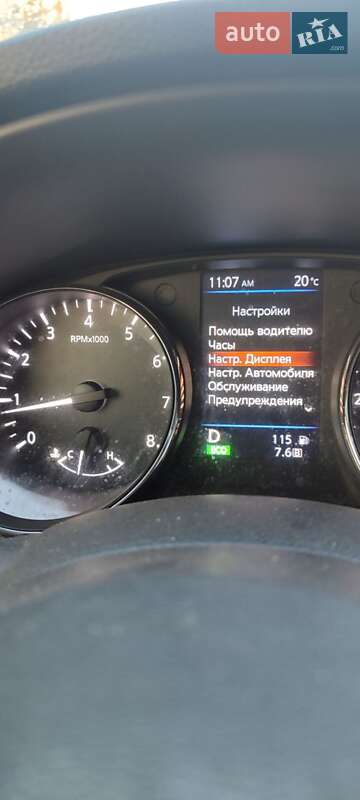 auto RIA.com
11:07 AM 20°C
Настройки
Помощь водителю
Часы
Настр. Дисплея
Настр. Автомобиля
Обслуживание
Предупреждения
D 115
ECO 7.6 B
RPMx1000
0 1 2 3 4 5 6 7 8
C H
2